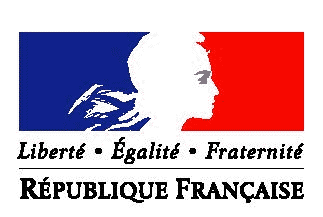 Liberté • Égalité • Fraternité
RÉPUBLIQUE FRANÇAISE